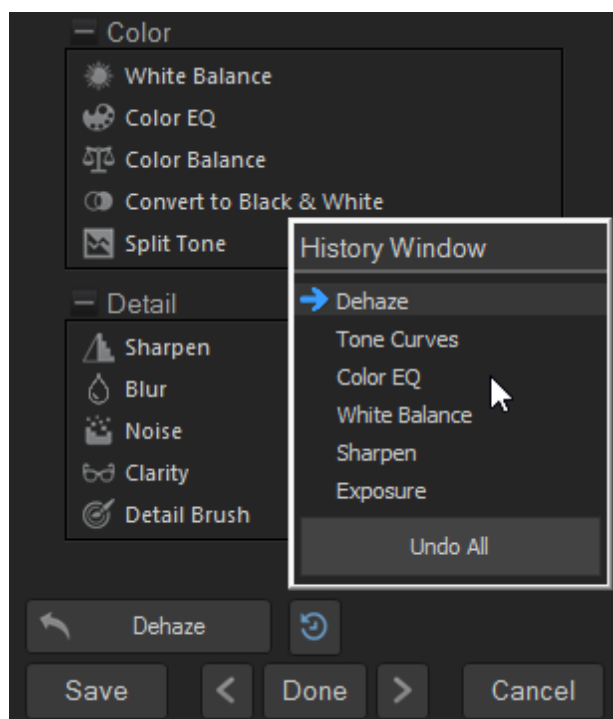 Color
White Balance
Color EQ
Color Balance
Convert to Black & White
Split Tone
Detail
Sharpen
Blur
Noise
Clarity
Detail Brush
History Window
Dehaze
Tone Curves
Color EQ
White Balance
Sharpen
Exposure
Undo All
Dehaze
Save
Done
Cancel